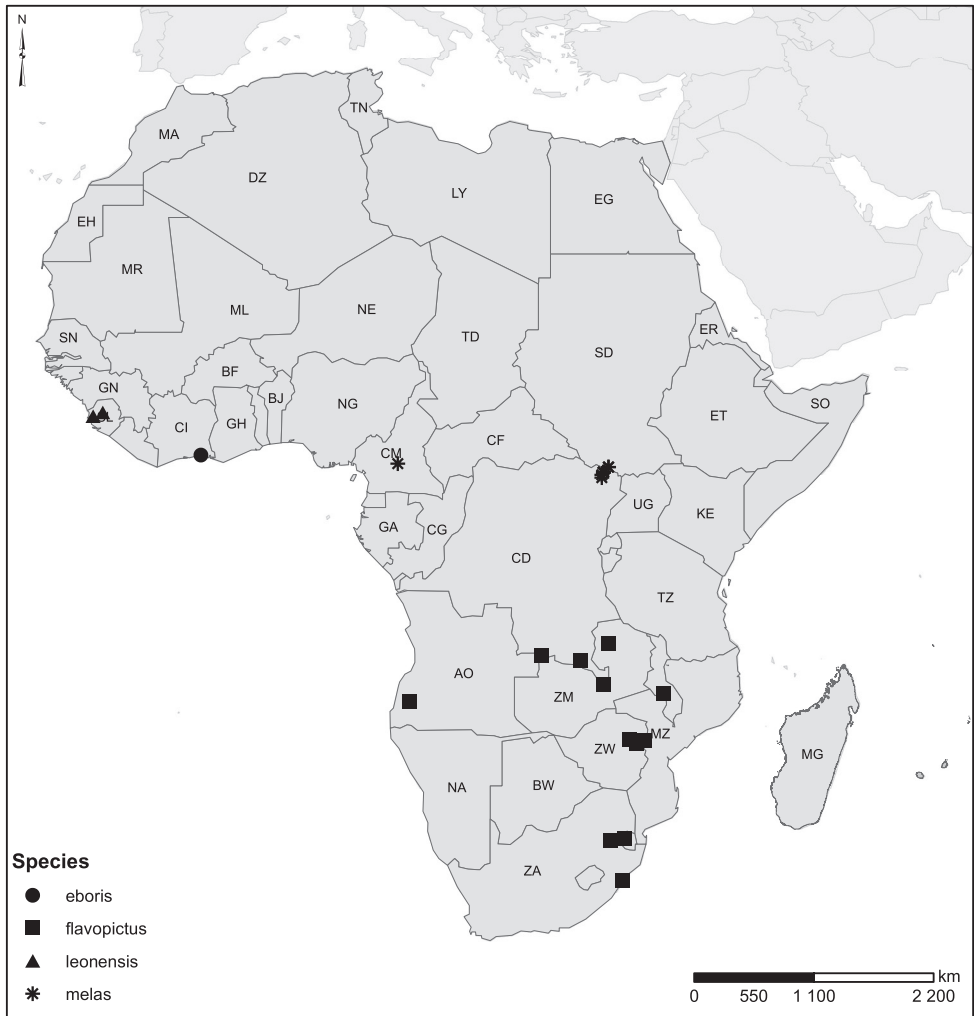 N
TN
MA
DZ
LY
EG
EH
MR
ML
NE
TD
SD
ER
SN
BF
GN
BJ
NG
ET
SO
CI
GH
CF
CM
UG
KE
GA
CG
CD
TZ
AO
ZM
MZ
ZW
MG
NA
BW
ZA
Species
eboris
flavopictus
leonensis
melas
km
0 550 1 100 2 200